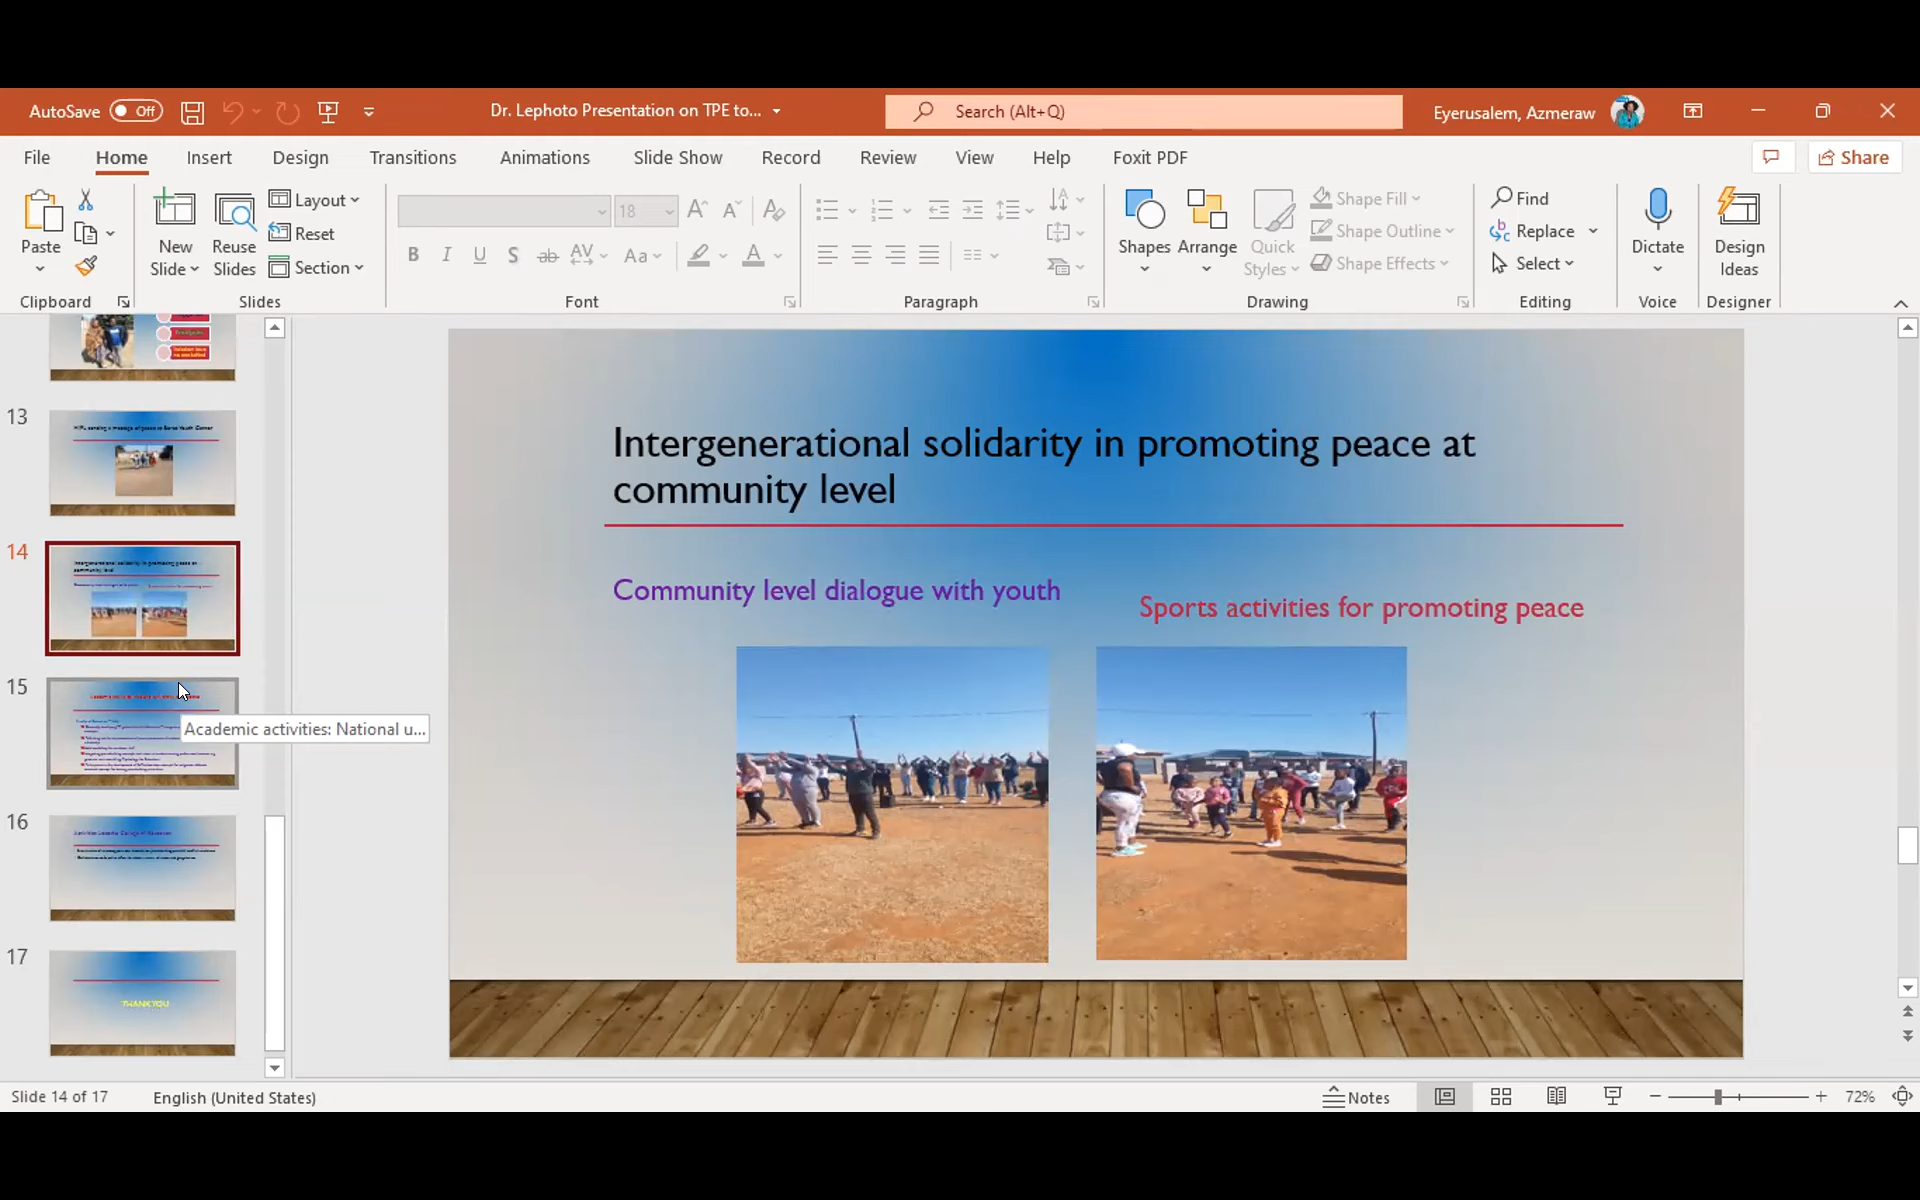 AutoSave Off
Dr. Lephoto Presentation on TPE to...
Search (Alt+Q)
Eyerusalem, Azmeraw
File Home Insert Design Transitions Animations Slide Show Record Review View Help Foxit PDF
Share
Paste
New Slide
Reuse Slides
Layout
Reset
Section
18
Shapes
Arrange
Quick Styles
Shape Fill
Shape Outline
Shape Effects
Find
Replace
Select
Dictate
Design Ideas
Clipboard Slides Font Paragraph Drawing Editing Voice Designer
13
14
15
Academic activities: National u...
16
17
THANK YOU
Intergenerational solidarity in promoting peace at
community level
Community level dialogue with youth
Sports activities for promoting peace
Slide 14 of 17 English (United States) Notes 72%